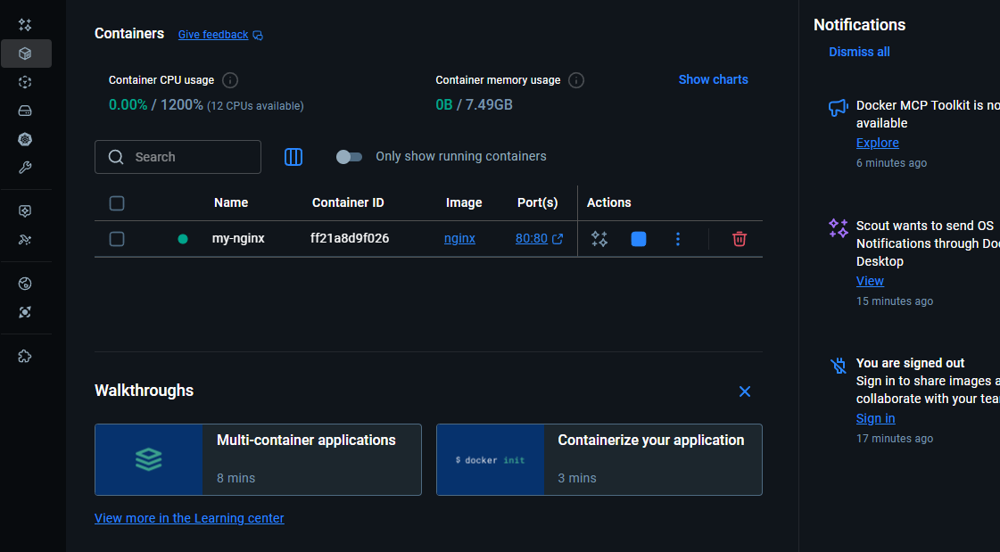 Containers Give feedback
Container CPU usage
0.00% / 1200% (12 CPUs available)
Container memory usage
0B / 7.49GB
Show charts
Search
Only show running containers
Name Container ID Image Port(s) Actions
my-nginx ff21a8d9f026 nginx 80:80
Walkthroughs
Multi-container applications
8 mins
$ docker init
Containerize your application
3 mins
View more in the Learning center
Notifications
Dismiss all
Docker MCP Toolkit is
available
Explore
6 minutes ago
Scout wants to send OS
Notifications through
Desktop
View
15 minutes ago
You are signed out
Sign in to share images
collaborate with your
Sign in
17 minutes ago